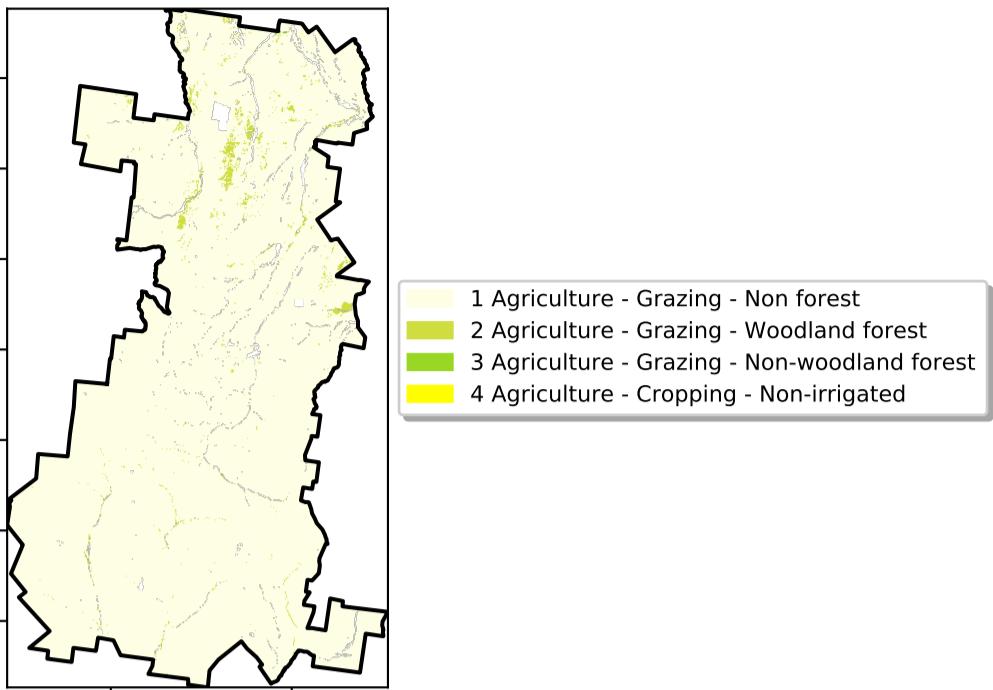 1 Agriculture - Grazing - Non forest
2 Agriculture - Grazing - Woodland forest
3 Agriculture - Grazing - Non-woodland forest
4 Agriculture - Cropping - Non-irrigated